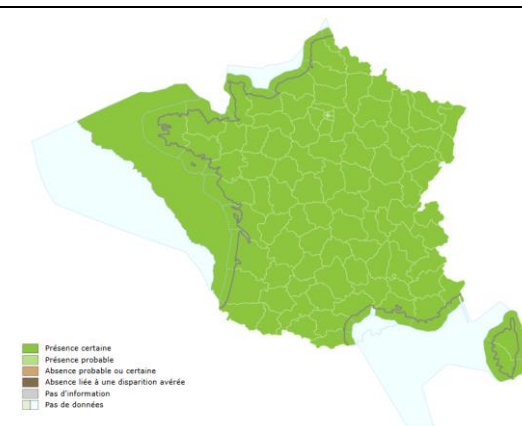 Présence certaine
Présence probable
Absence probable ou certaine
Absence liée à une disparition avérée
Pas d'information
Pas de données